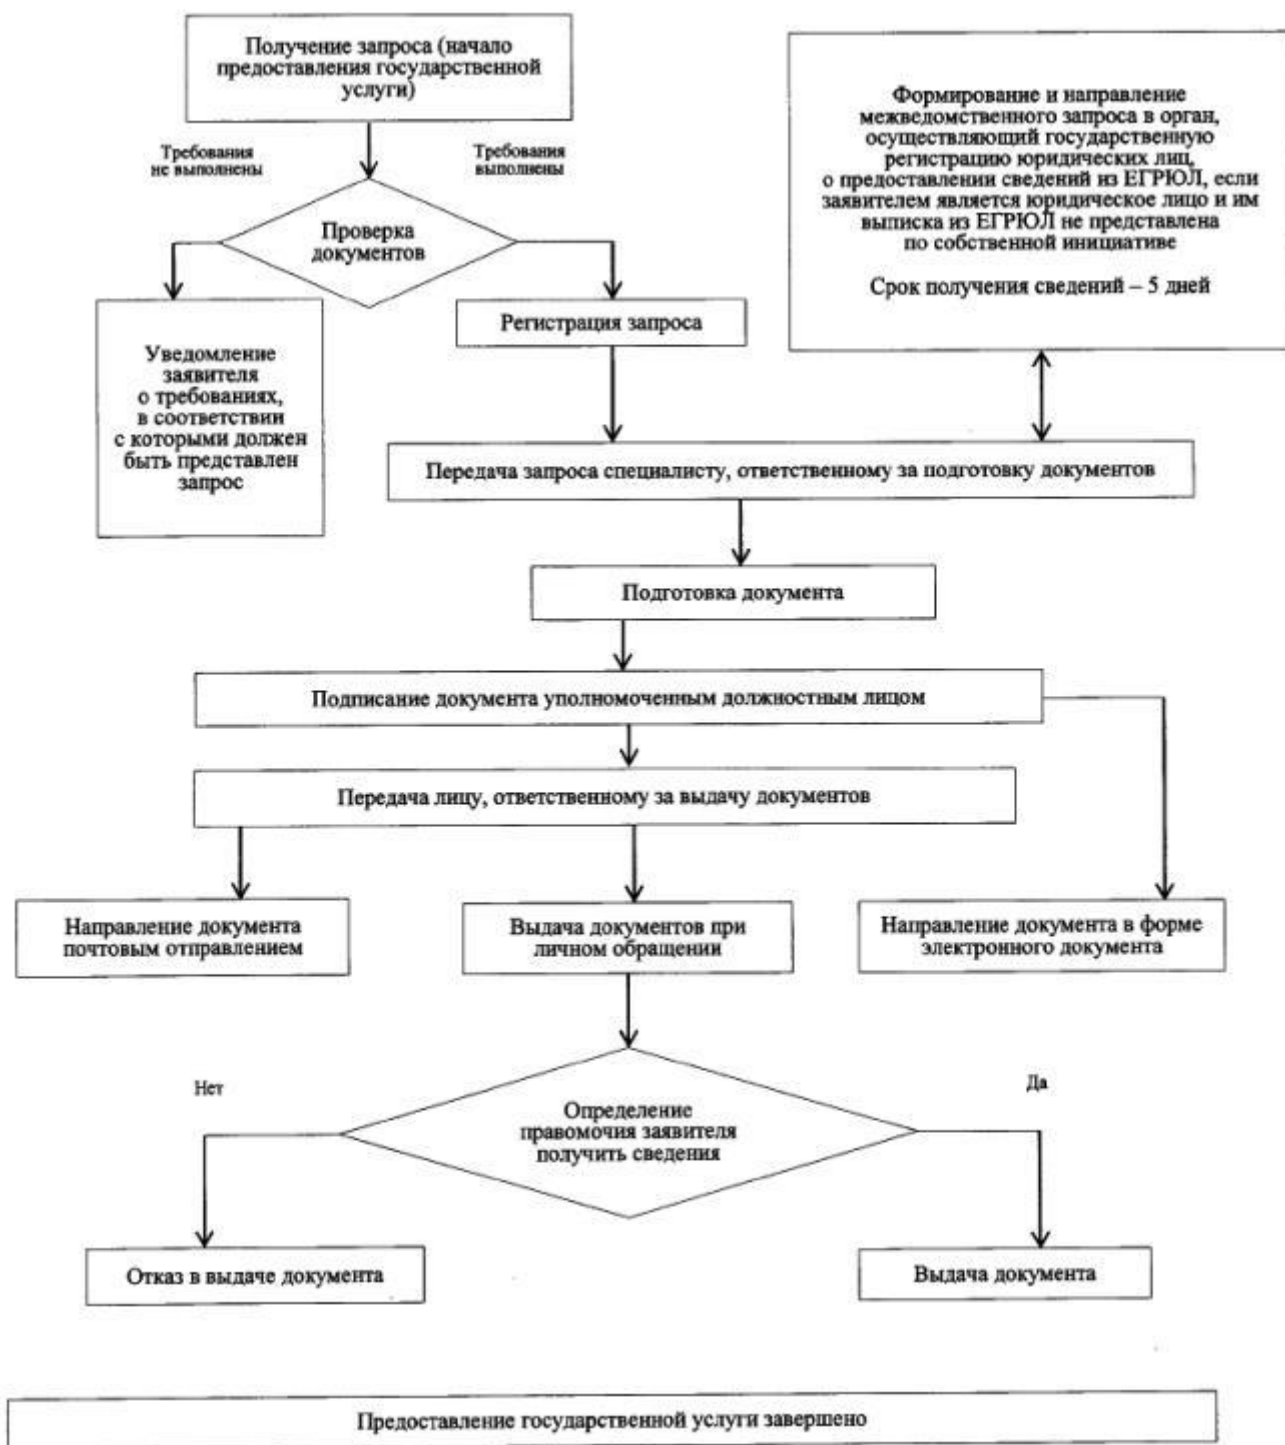 Получение запроса (начало
предоставления государственной
услуги)
Формирование и направление
межведомственного запроса в орган,
осуществляющий государственную
регистрацию юридических лиц,
о предоставлении сведений из ЕГРЮЛ, если
заявителем является юридическое лицо и им
выписка из ЕГРЮЛ не представлена
по собственной инициативе
Срок получения сведений – 5 дней
Требования
не выполнены
Требования
выполнены
Проверка
документов
Уведомление
заявителя
о требованиях,
в соответствии
с которыми должен
быть представлен
запрос
Регистрация запроса
Передача запроса специалисту, ответственному за подготовку документов
Подготовка документа
Подписание документа уполномоченным должностным лицом
Передача лицу, ответственному за выдачу документов
Направление документа
почтовым отправлением
Выдача документов при
личном обращении
Направление документа в форме
электронного документа
Нет
Да
Определение
правомочия заявителя
получить сведения
Отказ в выдаче документа
Выдача документа
Предоставление государственной услуги завершено